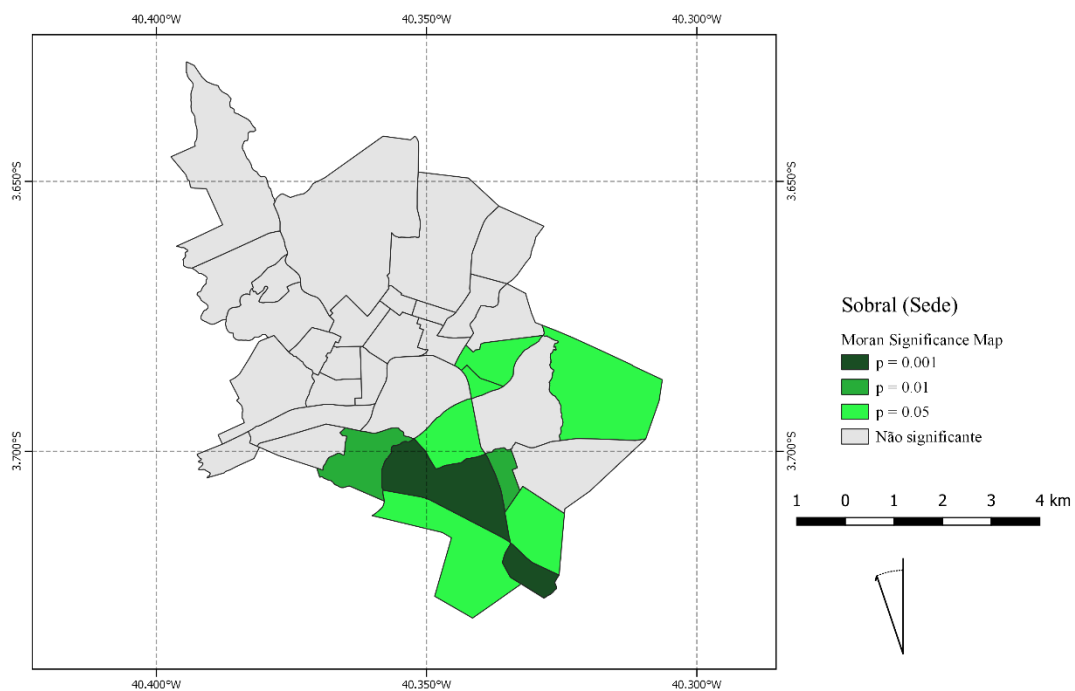 40.400°W 40.350°W 40.300°W
3.650°S 3.650°S
Sobral (Sede)
Moran Significance Map
p = 0.001
p = 0.01
p = 0.05
Não significante
3.700°S 3.700°S
1 0 1 2 3 4 km
40.400°W 40.350°W 40.300°W